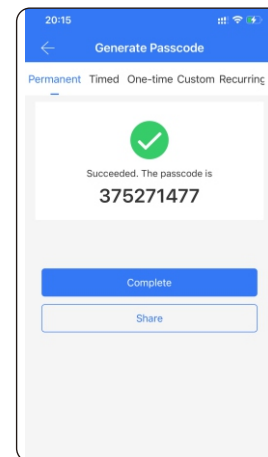 20:15
Generate Passcode
Permanent Timed One-time Custom Recurring
Succeeded. The passcode is
375271477
Complete
Share